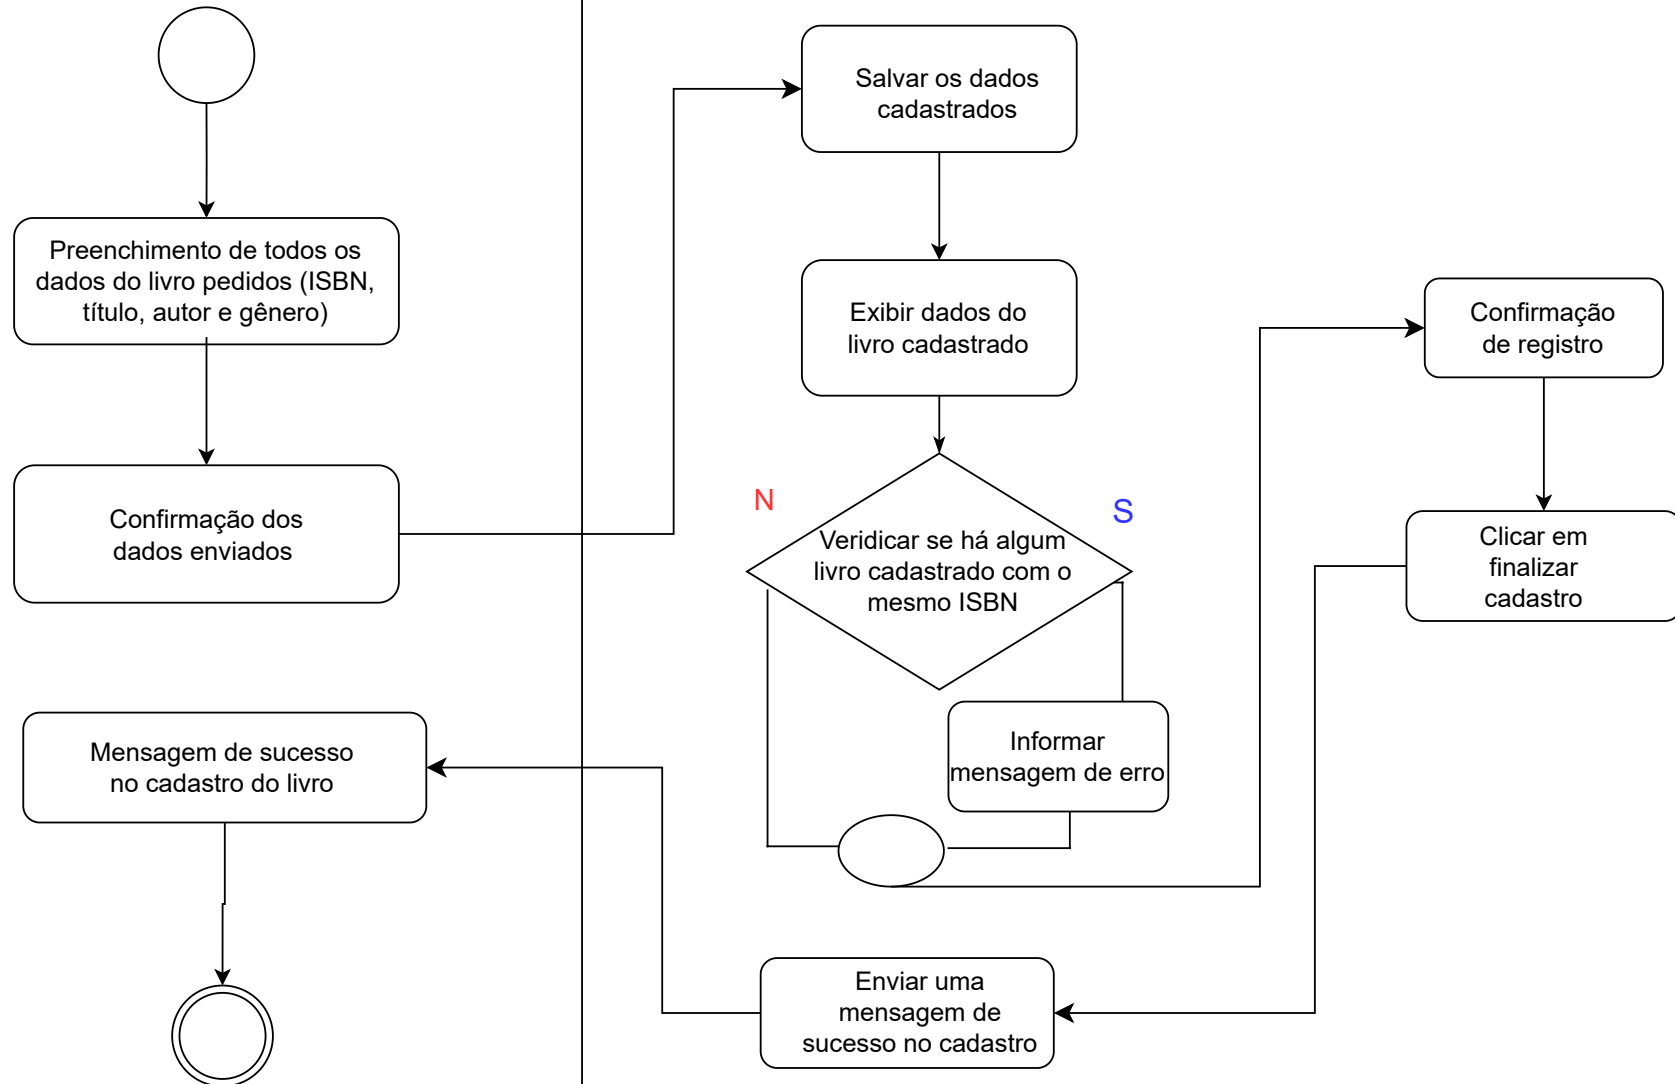 Preenchimento de todos os
dados do livro pedidos (ISBN,
título, autor e gênero)
Confirmação dos
dados enviados
Salvar os dados
cadastrados
Exibir dados do
livro cadastrado
N
S
Veridicar se há algum
livro cadastrado com o
mesmo ISBN
Informar
mensagem de erro
Confirmação
de registro
Clicar em
finalizar
cadastro
Enviar uma
mensagem de
sucesso no cadastro
Mensagem de sucesso
no cadastro do livro